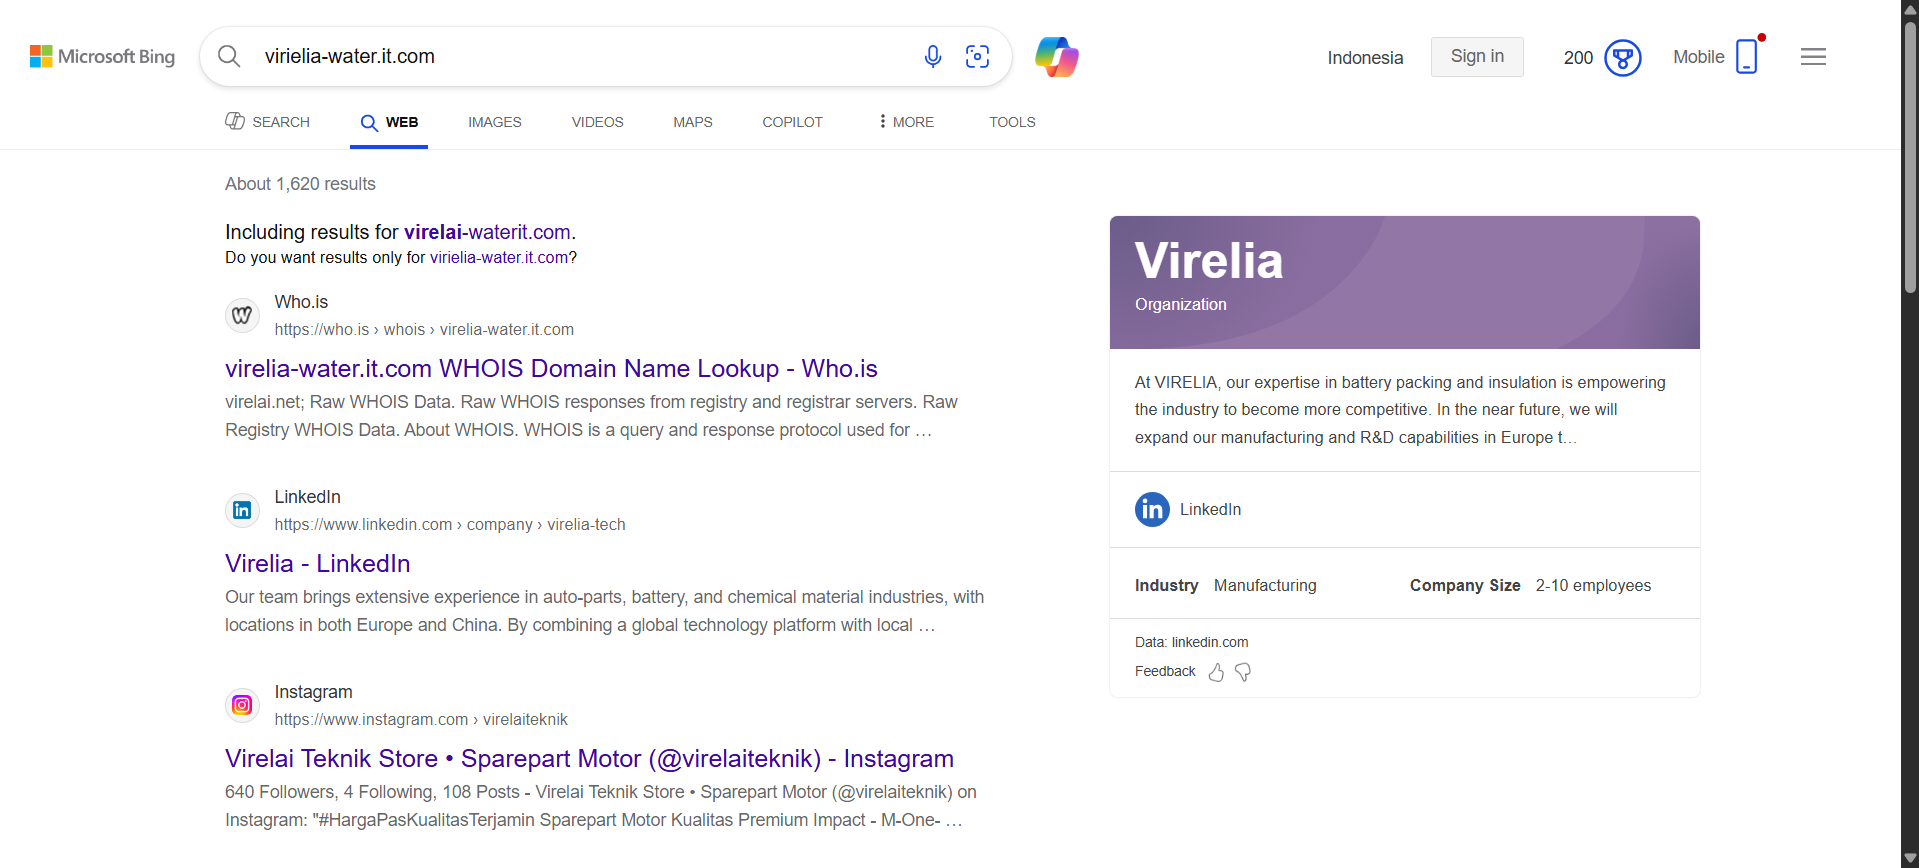 Microsoft Bing
virielia-water.it.com
Indonesia
Sign in
200
Mobile
SEARCH
WEB
IMAGES
VIDEOS
MAPS
COPILOT
MORE
TOOLS
About 1,620 results
Including results for virelai-waterit.com.
Do you want results only for virielia-water.it.com?
Who.is
https://who.is › whois › virelia-water.it.com
virelia-water.it.com WHOIS Domain Name Lookup - Who.is
virelai.net; Raw WHOIS Data. Raw WHOIS responses from registry and registrar servers. Raw
Registry WHOIS Data. About WHOIS. WHOIS is a query and response protocol used for …
LinkedIn
https://www.linkedin.com › company › virelia-tech
Virelia - LinkedIn
Our team brings extensive experience in auto-parts, battery, and chemical material industries, with
locations in both Europe and China. By combining a global technology platform with local …
Instagram
https://www.instagram.com › virelaiteknik
Virelai Teknik Store • Sparepart Motor (@virelaiteknik) - Instagram
640 Followers, 4 Following, 108 Posts - Virelai Teknik Store • Sparepart Motor (@virelaiteknik) on
Instagram: "#HargaPasKualitasTerjamin Sparepart Motor Kualitas Premium Impact - M-One- …
Virelia
Organization
At VIRELIA, our expertise in battery packing and insulation is empowering
the industry to become more competitive. In the near future, we will
expand our manufacturing and R&D capabilities in Europe t…
LinkedIn
Industry Manufacturing
Company Size 2-10 employees
Data: linkedin.com
Feedback